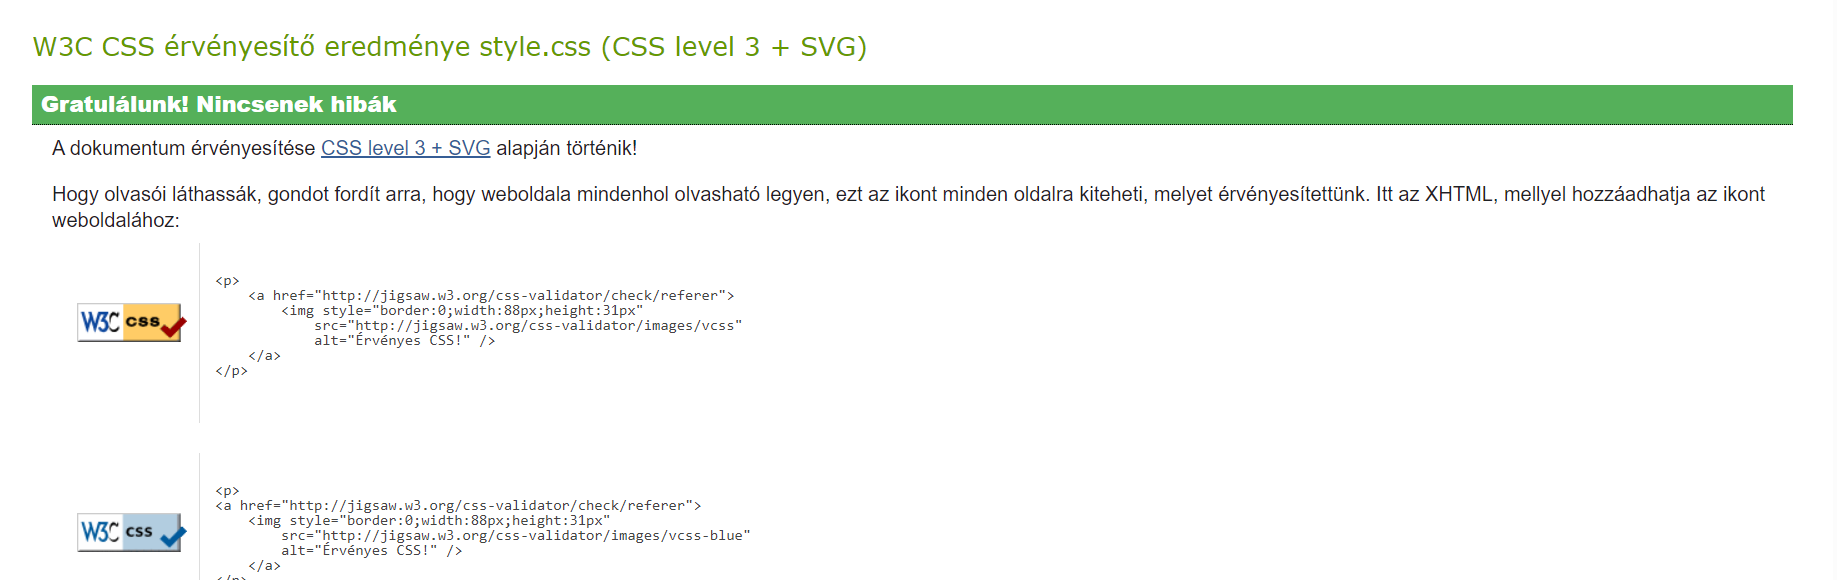 W3C CSS érvényesítő eredménye style.css (CSS level 3 + SVG)
Gratulálunk! Nincsenek hibák
A dokumentum érvényesítése CSS level 3 + SVG alapján történik!
Hogy olvasói láthassák, gondot fordít arra, hogy weboldala mindenhol olvasható legyen, ezt az ikont minden oldalra kiteheti, melyet érvényesítettünk. Itt az XHTML, mellyel hozzáadhatja az ikont
weboldalához:
W3C css
<p>
<a href="http://jigsaw.w3.org/css-validator/check/referer">
<img style="border:0;width:88px;height:31px"
src="http://jigsaw.w3.org/css-validator/images/vcss"
alt="Érvényes CSS!" />
</a>
</p>
W3C css
<p>
<a href="http://jigsaw.w3.org/css-validator/check/referer">
<img style="border:0;width:88px;height:31px"
src="http://jigsaw.w3.org/css-validator/images/vcss-blue"
alt="Érvényes CSS!" />
</a>
</p>